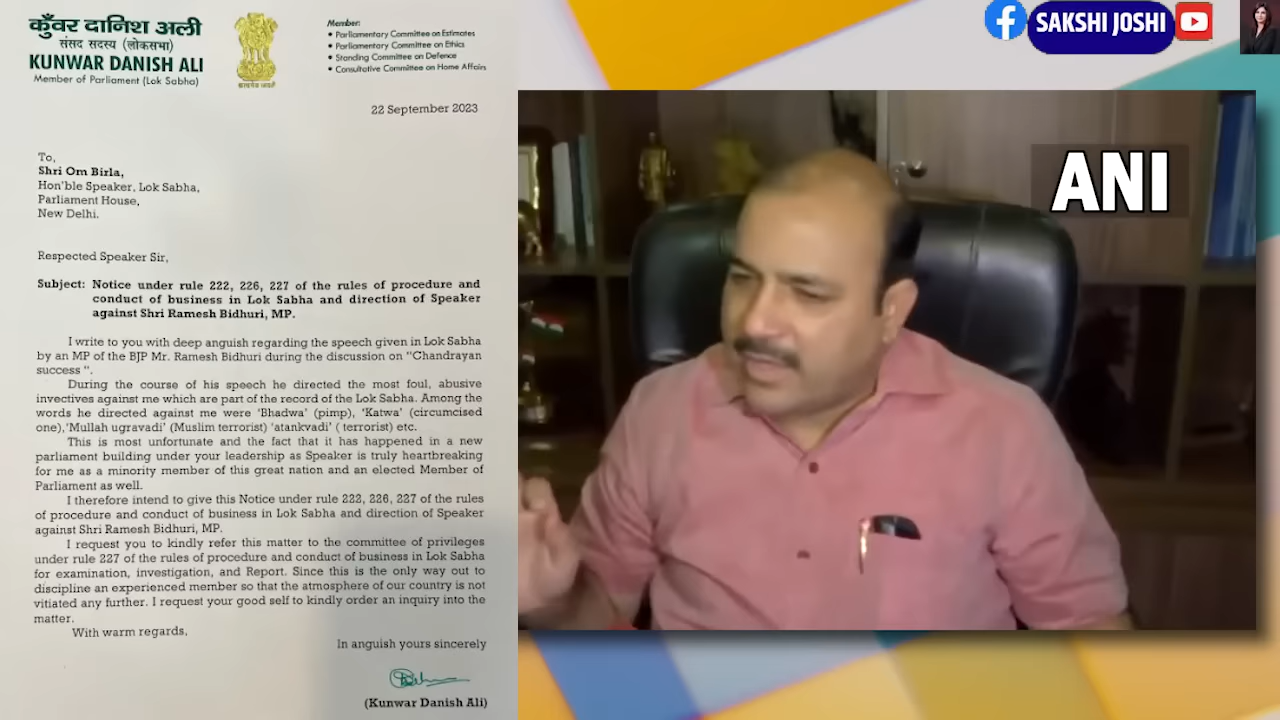 कुँवर दानिश अली
संसद सदस्य (लोकसभा)
KUNWAR DANISH ALI
Member of Parliament (Lok Sabha)
सत्यमेव जयते
Member:
• Parliamentary Committee on Estimates
• Parliamentary Committee on Ethics
• Standing Committee on Defence
• Consultative Committee on Home Affairs
22 September 2023
To,
Shri Om Birla,
Hon'ble Speaker, Lok Sabha,
Parliament House,
New Delhi.
Respected Speaker Sir,
Subject: Notice under rule 222, 226, 227 of the rules of procedure and
conduct of business in Lok Sabha and direction of Speaker
against Shri Ramesh Bidhuri, MP.
I write to you with deep anguish regarding the speech given in Lok Sabha
by an MP of the BJP Mr. Ramesh Bidhuri during the discussion on "Chandrayan
success ".
During the course of his speech he directed the most foul, abusive
invectives against me which are part of the record of the Lok Sabha. Among the
words he directed against me were 'Bhadwa' (pimp), 'Katwa' (circumcised
one),'Mullah ugravadi' (Muslim terrorist) 'atankvadi' ( terrorist) etc.
This is most unfortunate and the fact that it has happened in a new
parliament building under your leadership as Speaker is truly heartbreaking
for me as a minority member of this great nation and an elected Member of
Parliament as well.
I therefore intend to give this Notice under rule 222, 226, 227 of the rules
of procedure and conduct of business in Lok Sabha and direction of Speaker
against Shri Ramesh Bidhuri, MP.
I request you to kindly refer this matter to the committee of privileges
under rule 227 of the rules of procedure and conduct of business in Lok Sabha
for examination, investigation, and Report. Since this is the only way out to
discipline an experienced member so that the atmosphere of our country is not
vitiated any further. I request your good self to kindly order an inquiry into the
matter.
With warm regards,
In anguish yours sincerely
(Kunwar Danish Ali)
SAKSHI JOSHI
ANI